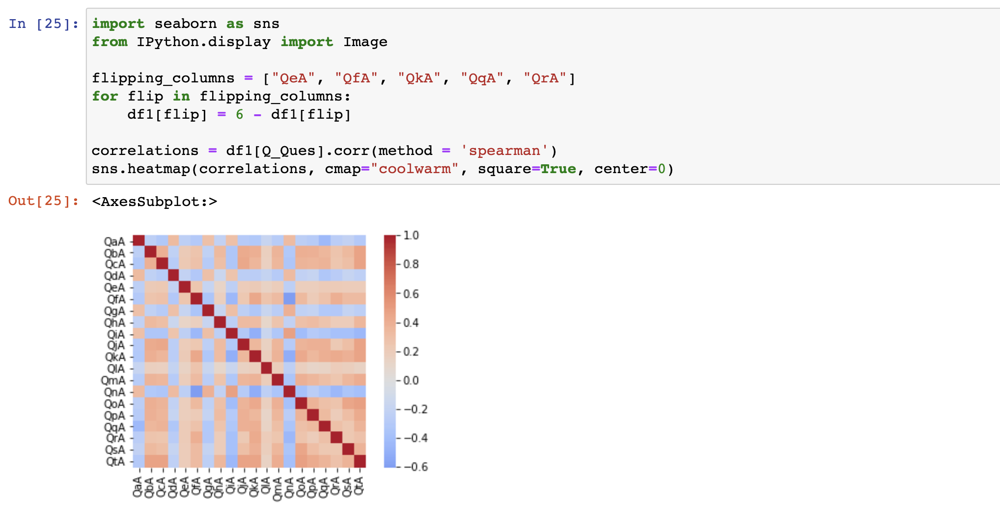 In [25]: import seaborn as sns
from IPython.display import Image
flipping_columns = ["QeA", "QfA", "QkA", "QqA", "QrA"]
for flip in flipping_columns:
    df1[flip] = 6 - df1[flip]
correlations = df1[Q_Ques].corr(method = 'spearman')
sns.heatmap(correlations, cmap="coolwarm", square=True, center=0)
Out[25]: <AxesSubplot:>
QaA
QbA
QcA
QdA
QeA
QfA
QgA
QhA
QiA
QjA
QkA
QlA
QmA
QnA
QoA
QpA
QqA
QrA
QsA
QtA
QaA QbA QcA QdA QeA QfA QgA QhA QiA QjA QkA QlA QmA QnA QoA QpA QqA QrA QsA QtA
1.0
0.8
0.6
0.4
0.2
0.0
−0.2
−0.4
−0.6